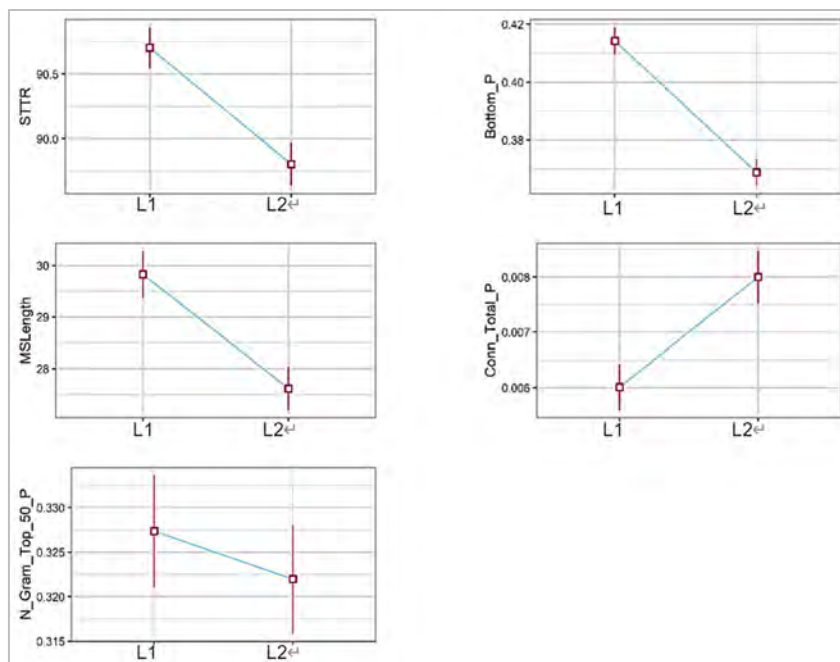 STTR
90.5
90.0
L1
L2↵
Bottom_P
0.42
0.40
0.38
L1
L2↵
MSLength
30
29
28
L1
L2↵
Conn_Total_P
0.008
0.007
0.006
L1
L2↵
N_Gram_Top_50_P
0.330
0.325
0.320
0.315
L1
L2↵